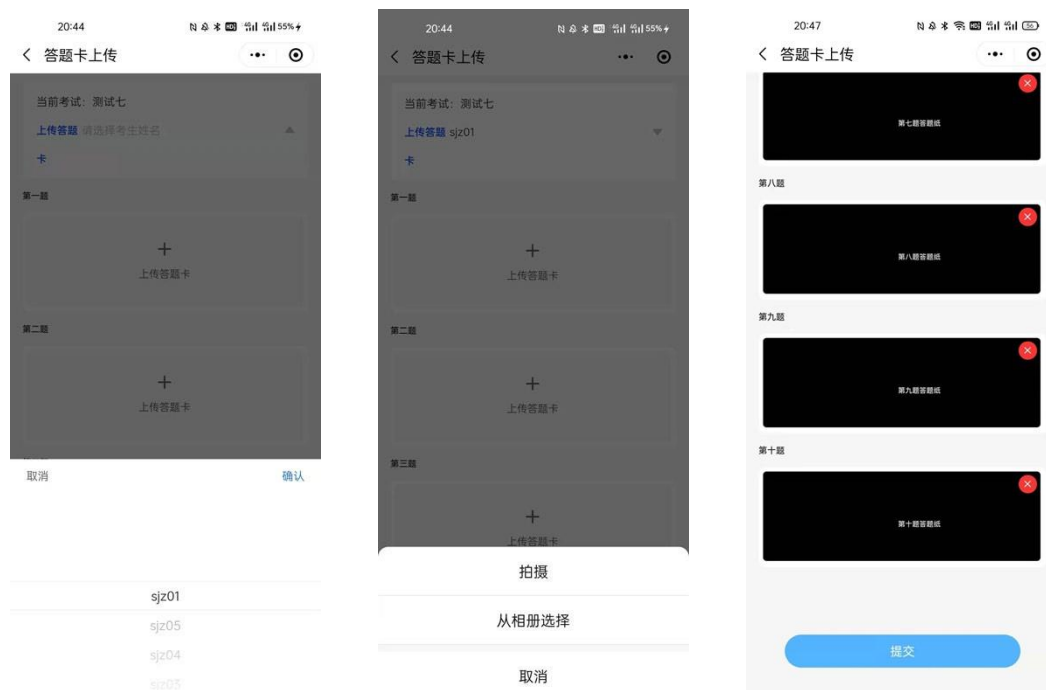 20:44
55%
答题卡上传
当前考试：测试七
上传答题
请选择考生姓名
卡
第一题
上传答题卡
第二题
上传答题卡
取消
确认
sjz01
sjz05
sjz04
sjz03
20:44
55%
答题卡上传
当前考试：测试七
上传答题 sjz01
卡
第一题
上传答题卡
第二题
上传答题卡
第三题
上传答题卡
拍摄
从相册选择
取消
20:47
56
答题卡上传
第七题答题纸
第八题
第八题答题纸
第九题
第九题答题纸
第十题
第十题答题纸
提交